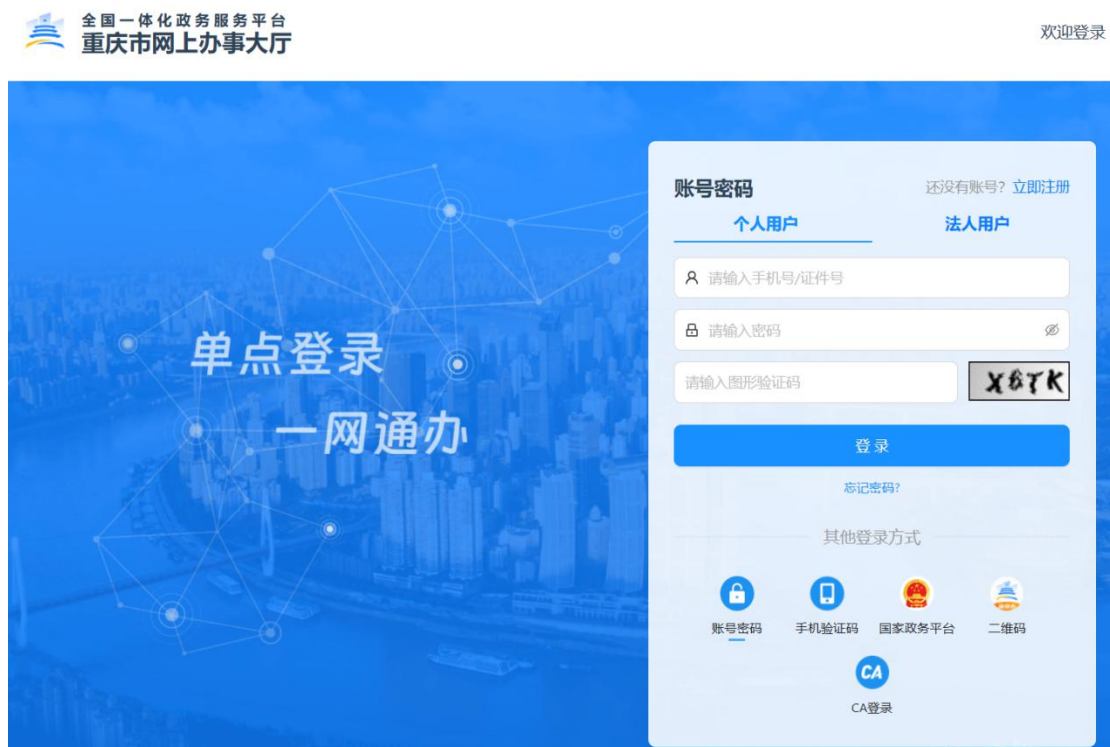 全国一体化政务服务平台
重庆市网上办事大厅
欢迎登录
单点登录
一网通办
账号密码
还没有账号? 立即注册
个人用户 法人用户
请输入手机号/证件号
请输入密码
请输入图形验证码
X6TK
登录
忘记密码?
其他登录方式
账号密码 手机验证码 国家政务平台 二维码
CA
CA登录